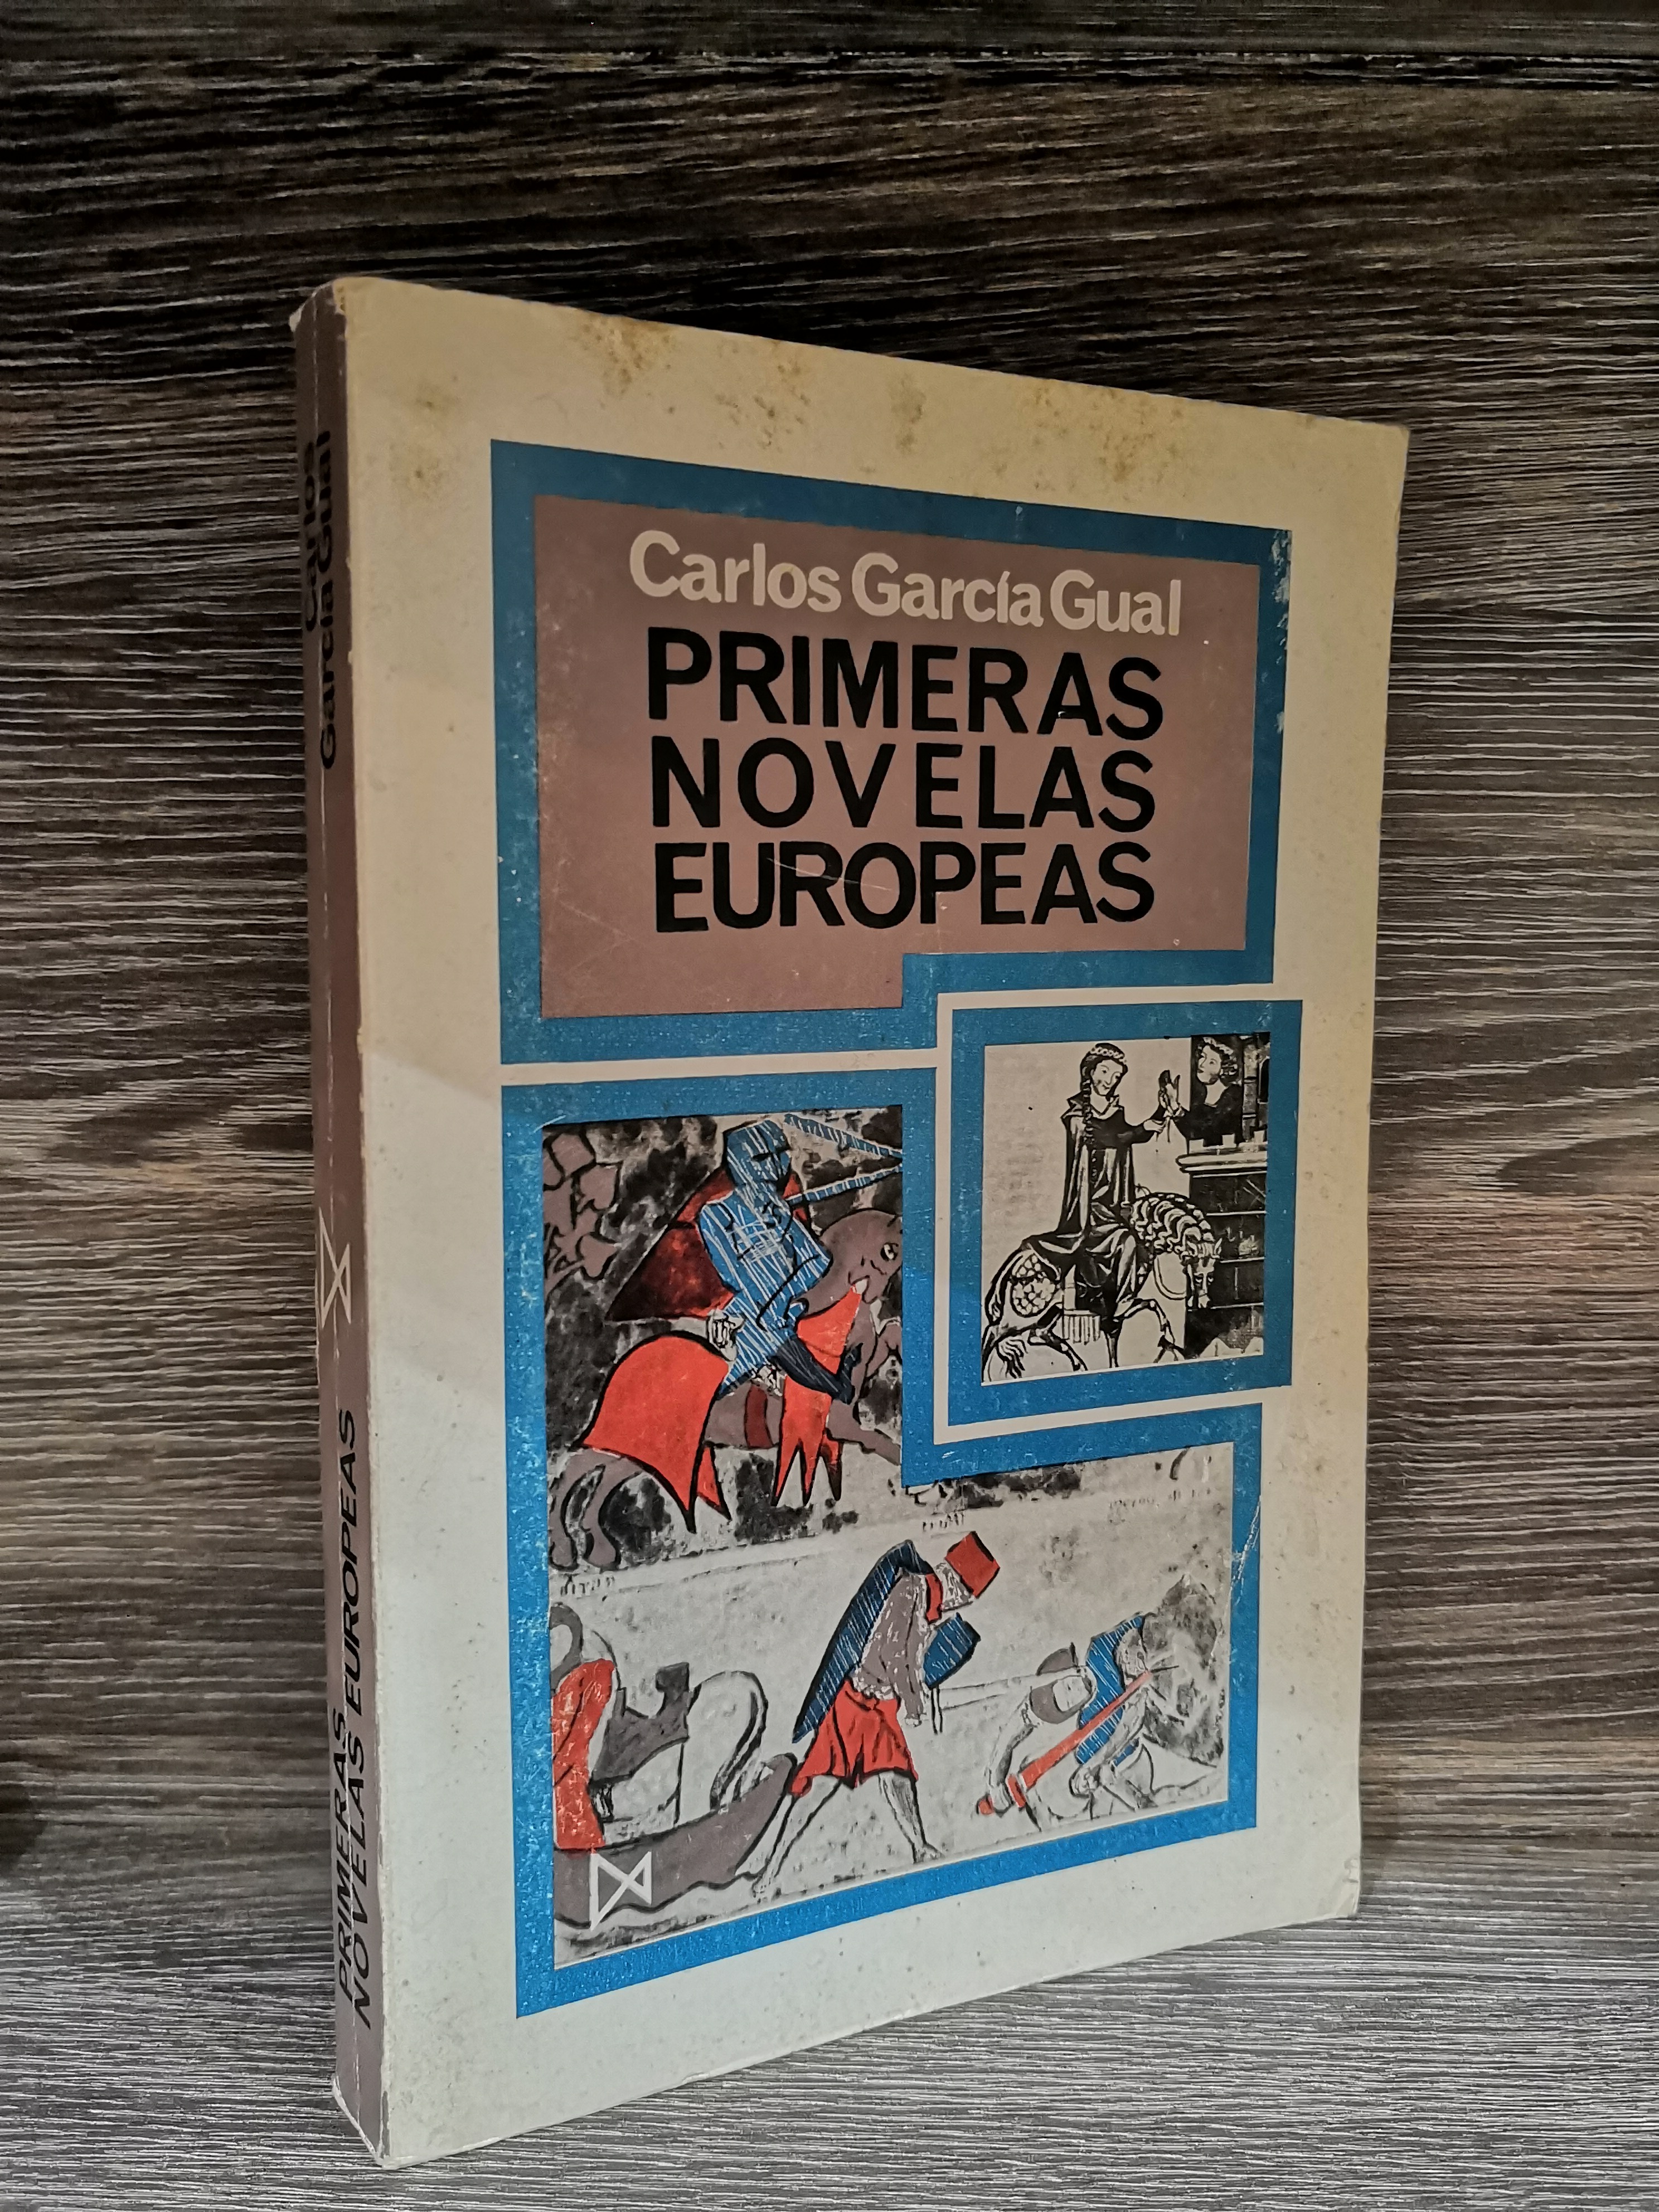 Carlos García Gual
PRIMERAS
NOVELAS
EUROPEAS
Carlos
García Gual
PRIMERAS
NOVELAS EUROPEAS